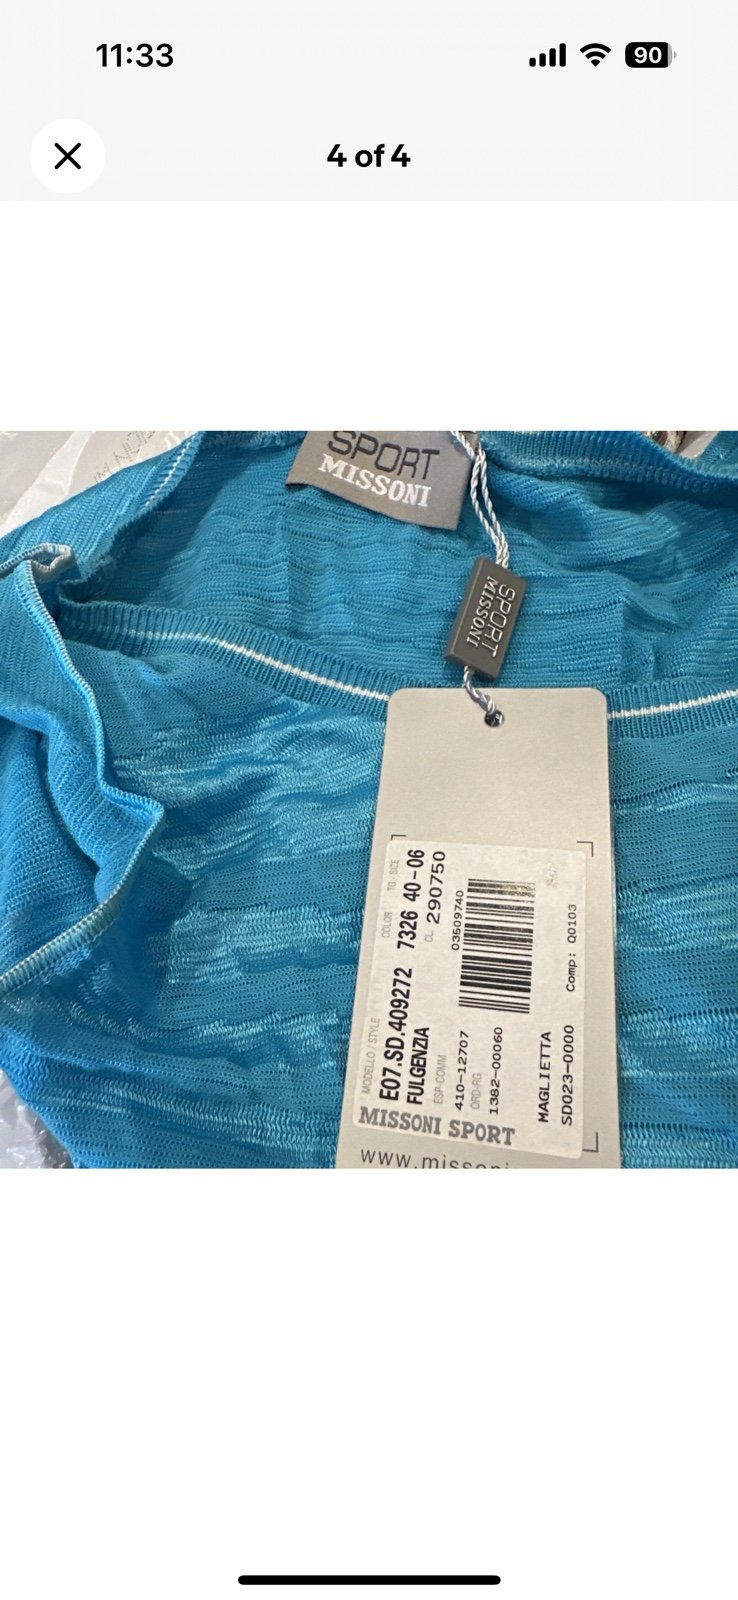 11:33
90
4 of 4
SPORT
MISSONI
SPORT
MISSONI
MODELLO / STYLE COLOR TG - SIZE
E07.SD.409272 7326 40-06
FULGENZIA CL 290750
ESP-COMM
410-12707 03509740
ORD-RG
1382-00060
MAGLIETTA
SD023-0000 Comp: Q0103
MISSONI SPORT